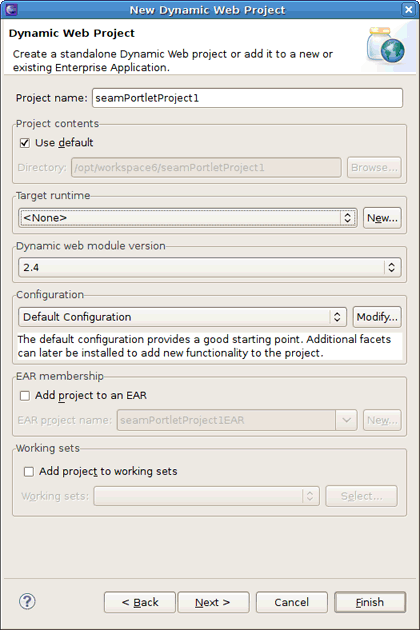 New Dynamic Web Project
Dynamic Web Project
Create a standalone Dynamic Web project or add it to a new or
existing Enterprise Application.
Project name: seamPortletProject1
Project contents
Use default
Directory: /opt/workspace6/seamPortletProject1 Browse...
Target runtime
<None> New...
Dynamic web module version
2.4
Configuration
Default Configuration Modify...
The default configuration provides a good starting point. Additional facets
can later be installed to add new functionality to the project.
EAR membership
Add project to an EAR
EAR project name: seamPortletProject1EAR New...
Working sets
Add project to working sets
Working sets: Select...
? < Back Next > Cancel Finish